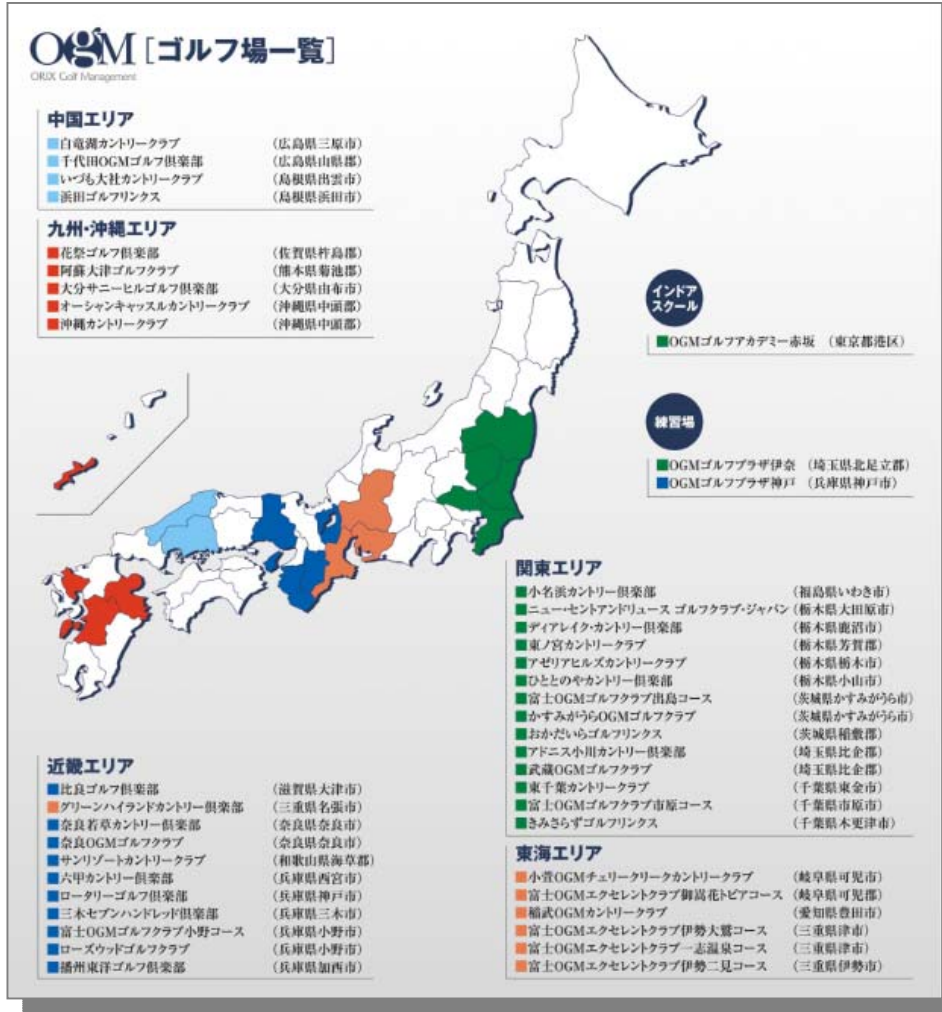 OGM [ゴルフ場一覧]
ORIX Golf Management
中国エリア
白竜湖カントリークラブ (広島県三原市)
千代田OGMゴルフ倶楽部 (広島県山県郡)
いづも大社カントリークラブ (島根県出雲市)
浜田ゴルフリンクス (島根県浜田市)
九州・沖縄エリア
花祭ゴルフ倶楽部 (佐賀県杵島郡)
阿蘇大津ゴルフクラブ (熊本県菊池郡)
大分サニーヒルゴルフ倶楽部 (大分県由布市)
オーシャンキャッスルカントリークラブ (沖縄県中頭郡)
沖縄カントリークラブ (沖縄県中頭郡)
インドア
スクール
OGMゴルフアカデミー赤坂 (東京都港区)
練習場
OGMゴルフプラザ伊奈 (埼玉県北足立郡)
OGMゴルフプラザ神戸 (兵庫県神戸市)
関東エリア
小名浜カントリー倶楽部 (福島県いわき市)
ニュー・セントアンドリュース ゴルフクラブ・ジャパン (栃木県大田原市)
ディアレイク・カントリー倶楽部 (栃木県鹿沼市)
東ノ宮カントリークラブ (栃木県芳賀郡)
アゼリアヒルズカントリークラブ (栃木県栃木市)
ひととのやカントリー倶楽部 (栃木県小山市)
富士OGMゴルフクラブ出島コース (茨城県かすみがうら市)
かすみがうらOGMゴルフクラブ (茨城県かすみがうら市)
おかだいらゴルフリンクス (茨城県稲敷郡)
アドニス小川カントリー倶楽部 (埼玉県比企郡)
武蔵OGMゴルフクラブ (埼玉県比企郡)
東千葉カントリークラブ (千葉県東金市)
富士OGMゴルフクラブ市原コース (千葉県市原市)
きみさらずゴルフリンクス (千葉県木更津市)
近畿エリア
比良ゴルフ倶楽部 (滋賀県大津市)
グリーンハイランドカントリー倶楽部 (三重県名張市)
奈良若草カントリー倶楽部 (奈良県奈良市)
奈良OGMゴルフクラブ (奈良県奈良市)
サンリゾートカントリークラブ (和歌山県海草郡)
六甲カントリー倶楽部 (兵庫県西宮市)
ロータリーゴルフ倶楽部 (兵庫県神戸市)
三木セブンハンドレッド倶楽部 (兵庫県三木市)
富士OGMゴルフクラブ小野コース (兵庫県小野市)
ローズウッドゴルフクラブ (兵庫県小野市)
播州東洋ゴルフ倶楽部 (兵庫県加西市)
東海エリア
小萱OGMチェリークリークカントリークラブ (岐阜県可児市)
富士OGMエクセレントクラブ御嵩花トピアコース (岐阜県可児郡)
稲武OGMカントリークラブ (愛知県豊田市)
富士OGMエクセレントクラブ伊勢大鷲コース (三重県津市)
富士OGMエクセレントクラブ一志温泉コース (三重県津市)
富士OGMエクセレントクラブ伊勢二見コース (三重県伊勢市)